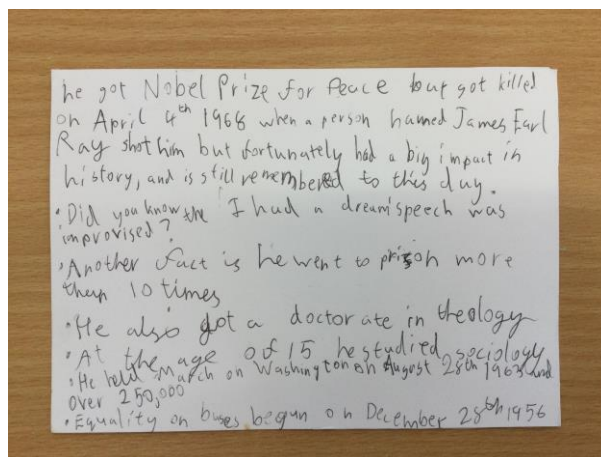 he got Nobel Prize for Peace but got killed
on April 4th 1968 when a person named James Earl
Ray shot him but fortunately had a big impact in
history, and is still remembered to this day.
• Did you know the I had a dream speech was
improvised?
• Another fact is he went to prison more
than 10 times
• He also got a doctorate in theology
• At the age of 15 he studied sociology
• He held march on Washington on August 28th 1963 and
over 250,000
• Equality on buses begun on December 28th 1956